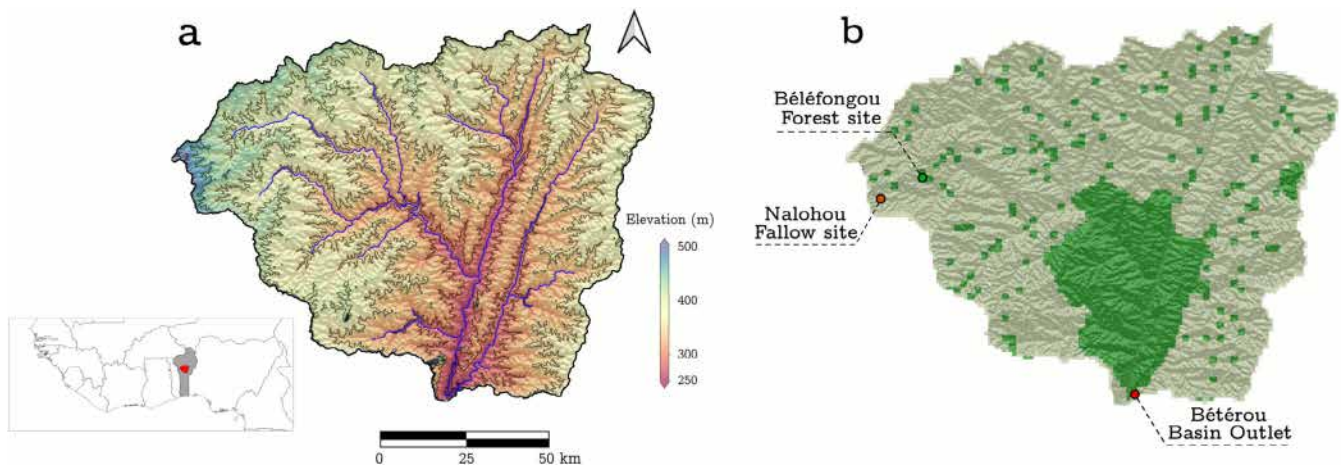 a
Elevation (m)
500
400
300
250
0
25
50 km
b
Béléfongou
Forest site
Nalohou
Fallow site
Bétérou
Basin Outlet